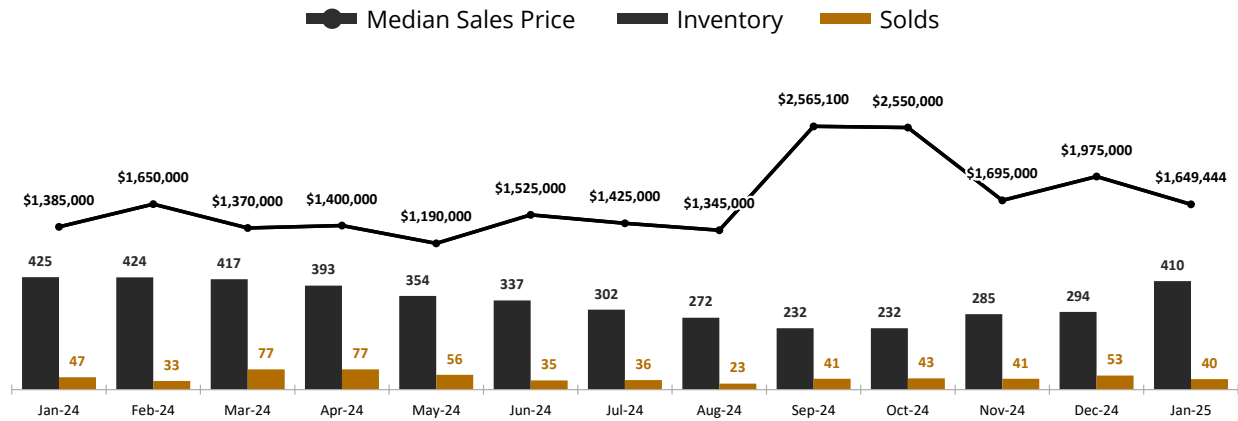 Median Sales Price Inventory Solds
$1,385,000 $1,650,000 $1,370,000 $1,400,000 $1,190,000 $1,525,000 $1,425,000 $1,345,000 $2,565,100 $2,550,000 $1,695,000 $1,975,000 $1,649,444
425 424 417 393 354 337 302 272 232 232 285 294 410
47 33 77 77 56 35 36 23 41 43 41 53 40
Jan-24 Feb-24 Mar-24 Apr-24 May-24 Jun-24 Jul-24 Aug-24 Sep-24 Oct-24 Nov-24 Dec-24 Jan-25